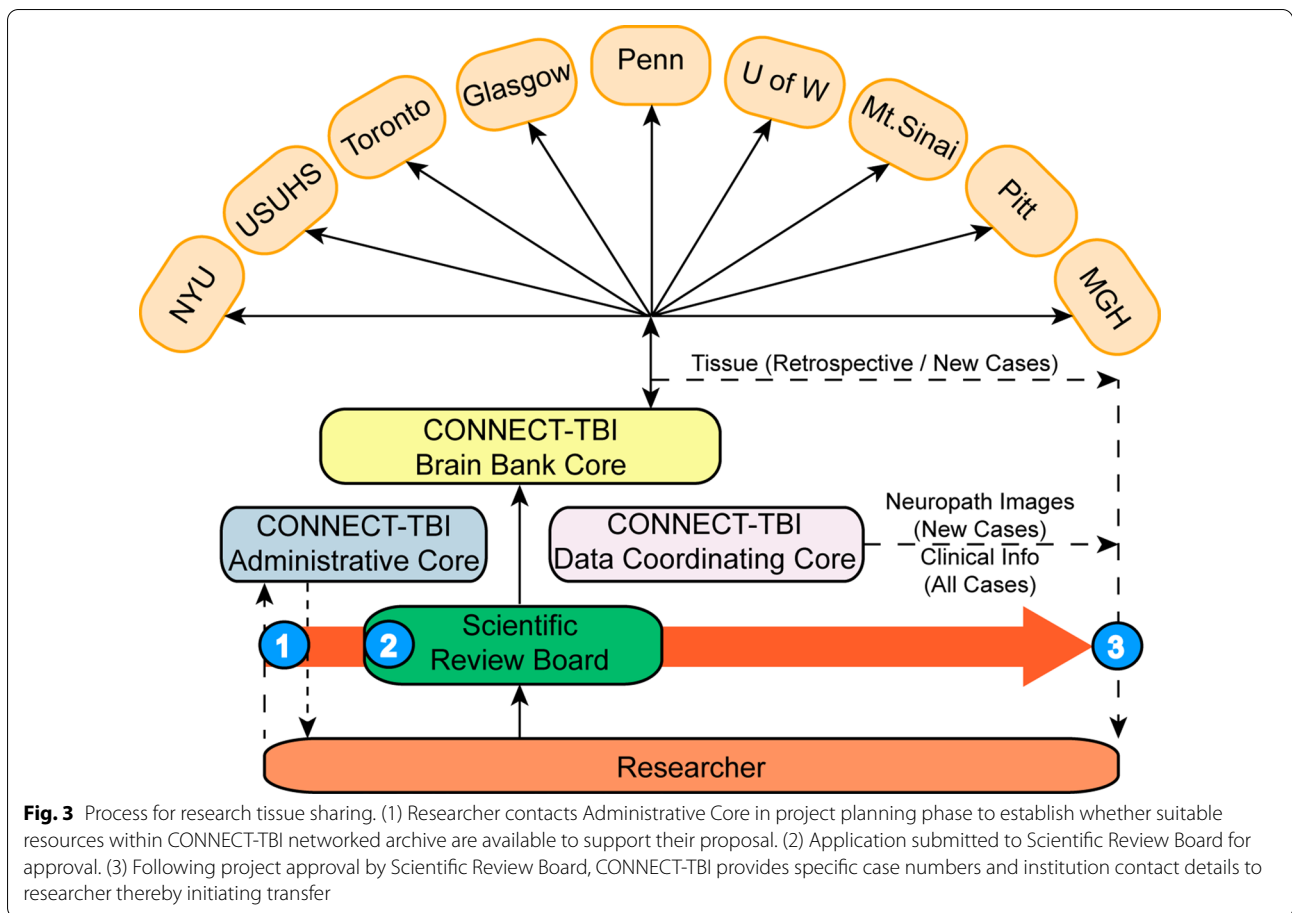 NYU
USUHS
Toronto
Glasgow
Penn
U of W
Mt.Sinai
Pitt
MGH
Tissue (Retrospective / New Cases)
CONNECT-TBI
Brain Bank Core
CONNECT-TBI
Administrative Core
CONNECT-TBI
Data Coordinating Core
Neuropath Images
(New Cases)
Clinical Info
(All Cases)
1
2
Scientific
Review Board
3
Researcher
Fig. 3 Process for research tissue sharing. (1) Researcher contacts Administrative Core in project planning phase to establish whether suitable
resources within CONNECT-TBI networked archive are available to support their proposal. (2) Application submitted to Scientific Review Board for
approval. (3) Following project approval by Scientific Review Board, CONNECT-TBI provides specific case numbers and institution contact details to
researcher thereby initiating transfer